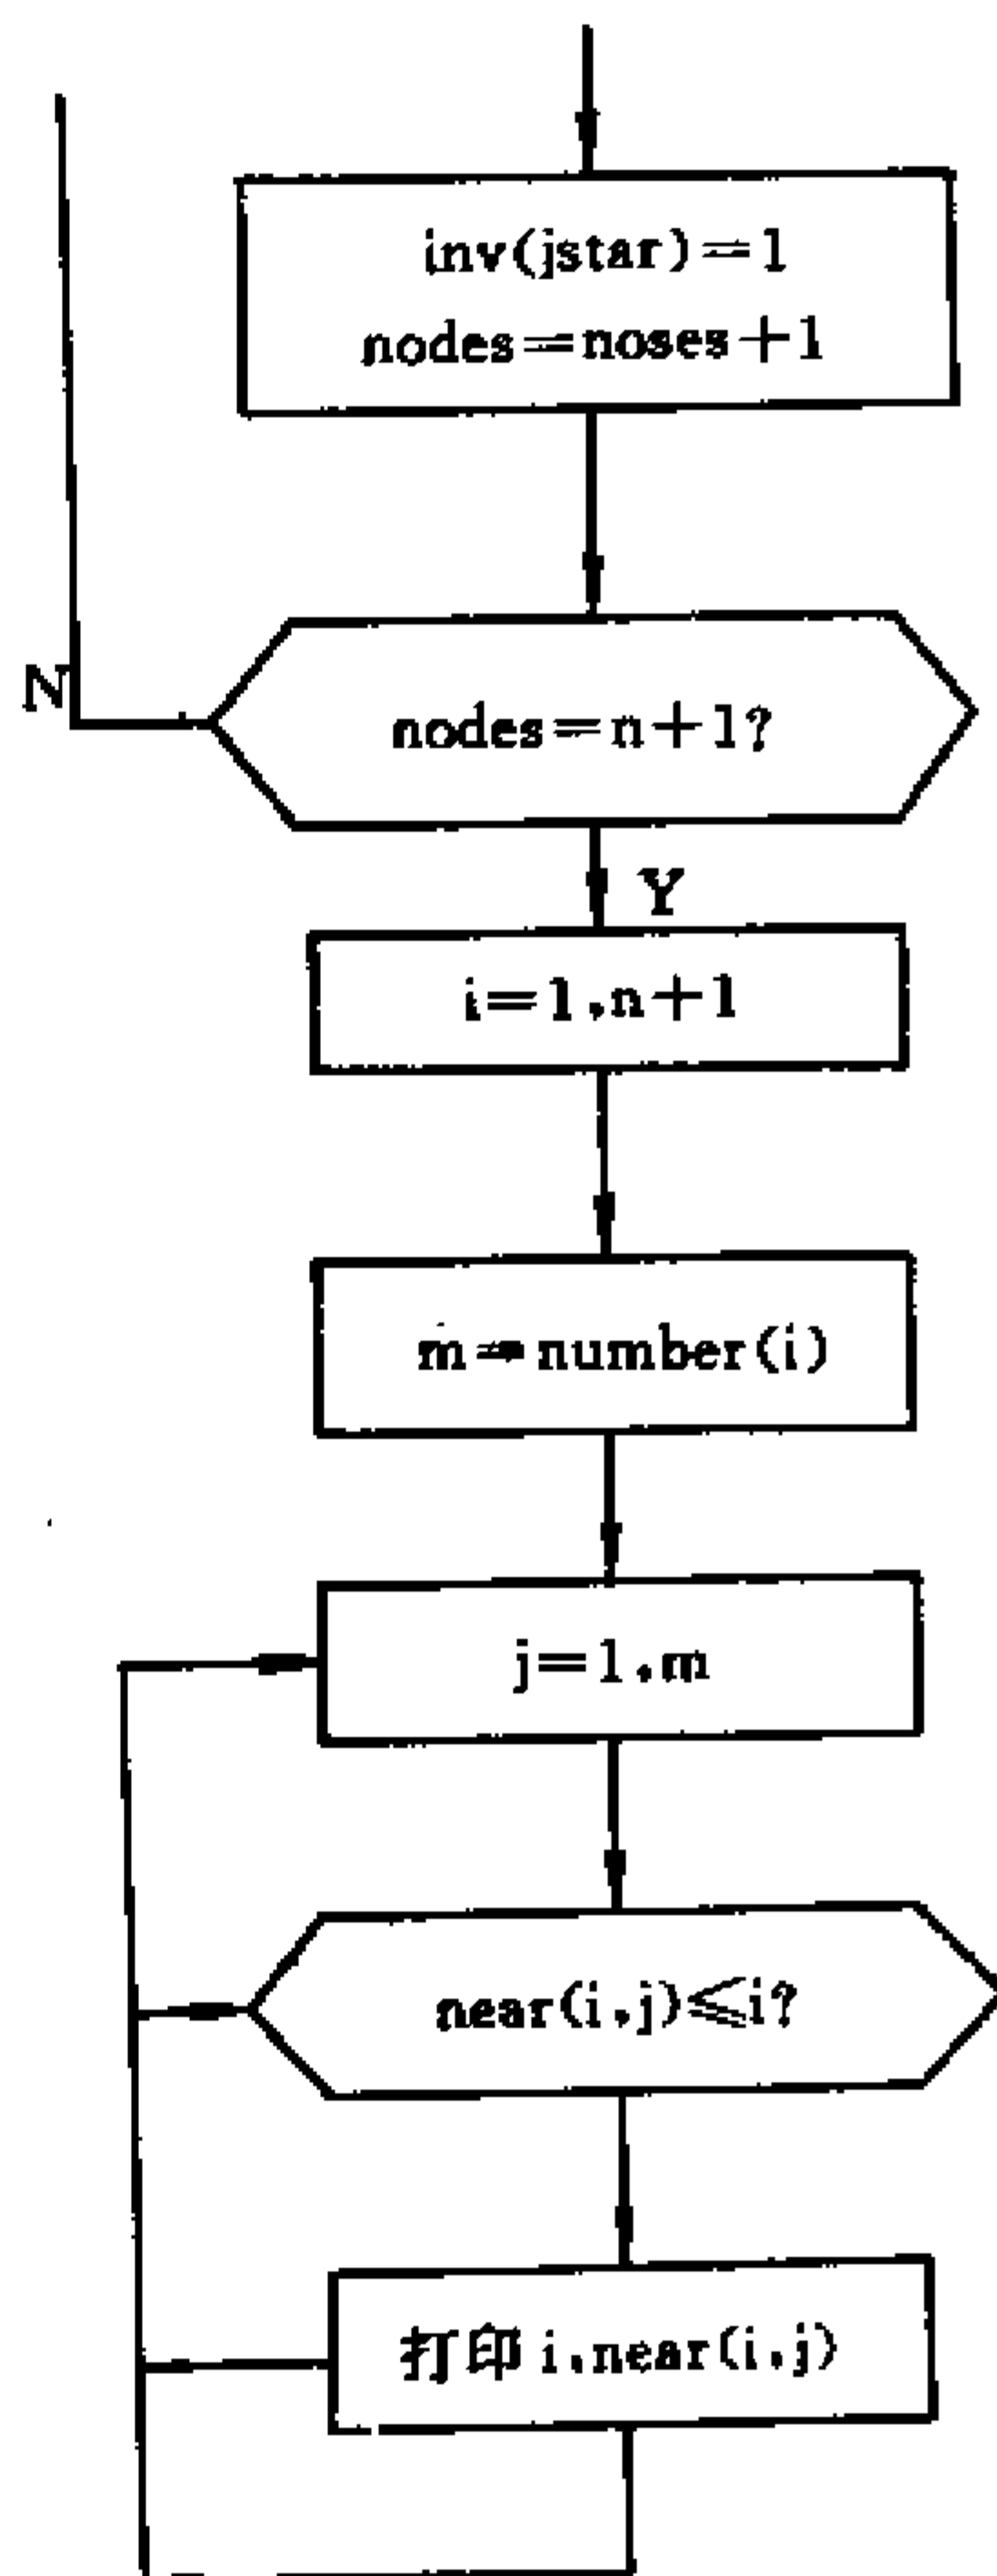 inv(jstar)=1
nodes=noses+1
N
nodes=n+1?
Y
i=1,n+1
m=number(i)
j=1,m
near(i,j)≤i?
打印 i,near(i,j)